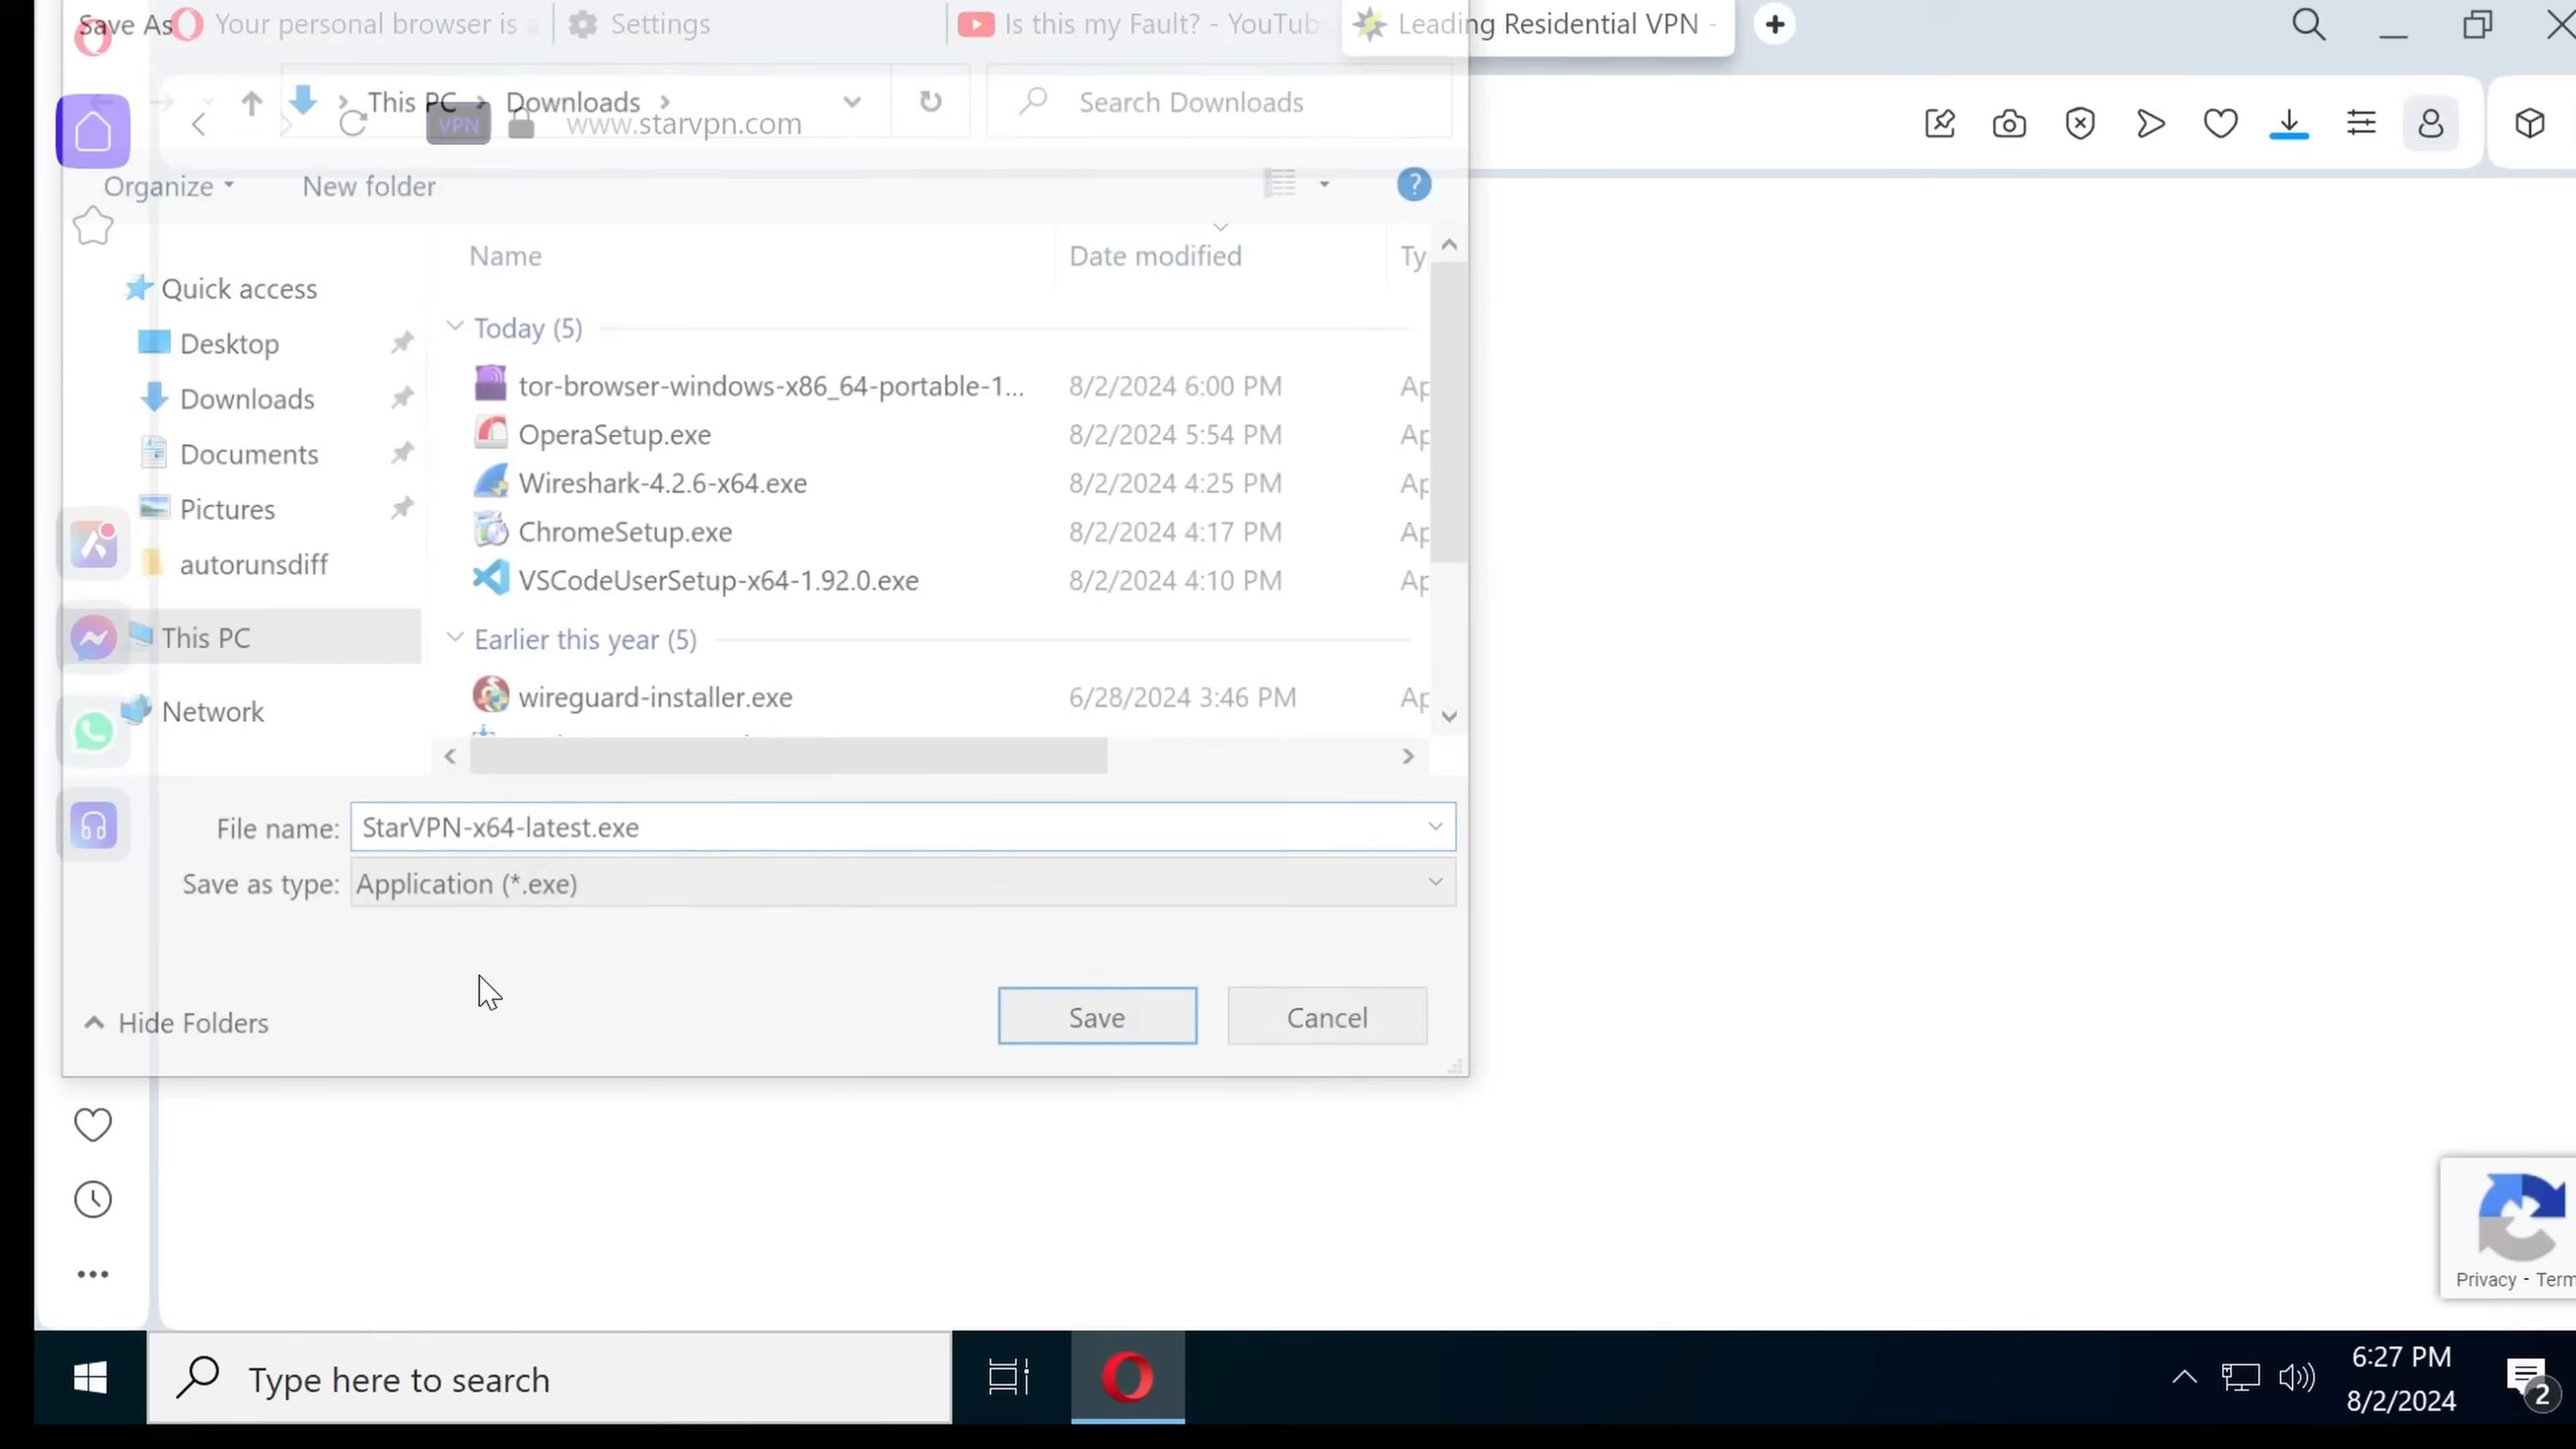 Save As
Your personal browser is a
Settings
Is this my Fault? - YouTub
Leading Residential VPN -
This PC
Downloads
Search Downloads
VPN
www.starvpn.com
Organize
New folder
?
Name
Date modified
Ty
Quick access
Desktop
Downloads
Documents
Pictures
autorunsdiff
This PC
Network
Today (5)
tor-browser-windows-x86_64-portable-1... 8/2/2024 6:00 PM Ap
OperaSetup.exe 8/2/2024 5:54 PM Ap
Wireshark-4.2.6-x64.exe 8/2/2024 4:25 PM Ap
ChromeSetup.exe 8/2/2024 4:17 PM Ap
VSCodeUserSetup-x64-1.92.0.exe 8/2/2024 4:10 PM Ap
Earlier this year (5)
wireguard-installer.exe 6/28/2024 3:46 PM Ap
File name: StarVPN-x64-latest.exe
Save as type: Application (*.exe)
Hide Folders
Save
Cancel
Privacy - Term
Type here to search
6:27 PM
8/2/2024
2